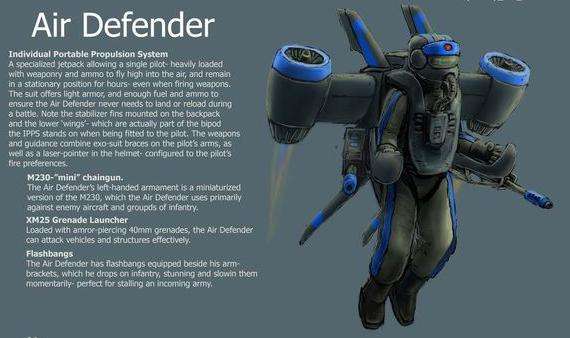 Air Defender
Individual Portable Propulsion System
A specialized jetpack allowing a single pilot- heavily loaded
with weaponry and ammo to fly high into the air, and remain
in a stationary position for hours- even when firing weapons.
The suit offers light armor, and enough fuel and ammo to
ensure the Air Defender never needs to land or reload during
a battle. Note the stabilizer fins mounted on the backpack
and the lower 'wings'- which are actually part of the bipod
the IPPS stands on when being fitted to the pilot. The weapons
and guidance combine exo-suit braces on the pilot's arms, as
well as a laser-pointer in the helmet- configured to the pilot's
fire preferences.
M230-"mini" chaingun.
The Air Defender's left-handed armament is a miniaturized
version of the M230, which the Air Defender uses primarily
against enemy aircraft and groupds of infantry.
XM25 Grenade Launcher
Loaded with amror-piercing 40mm grenades, the Air Defender
can attack vehicles and structures effectively.
Flashbangs
The Air Defender has flashbangs equipped beside his arm-
brackets, which he drops on infantry, stunning and slowin them
momentarily- perfect for stalling an incoming army.